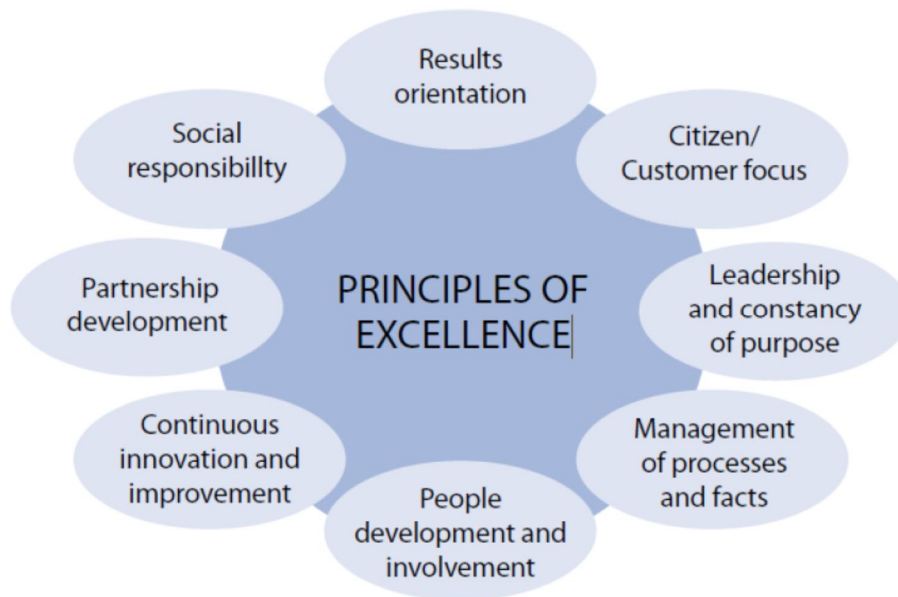 Results
orientation
Citizen/
Customer focus
Leadership
and constancy
of purpose
Management
of processes
and facts
People
development and
involvement
Continuous
innovation and
improvement
Partnership
development
Social
responsibillty
PRINCIPLES OF
EXCELLENCE